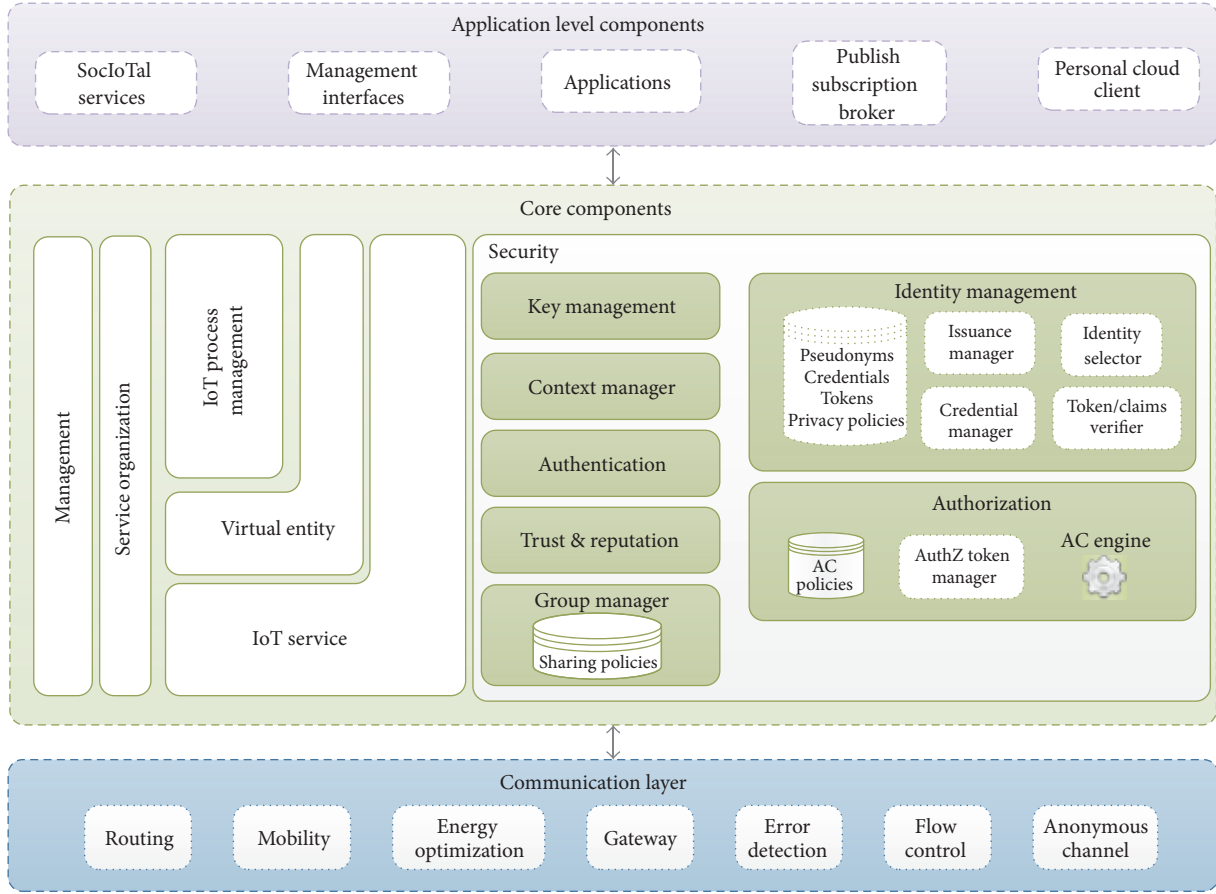 Application level components
SocIoTal
services
Management
interfaces
Applications
Publish
subscription
broker
Personal cloud
client
Core components
Management
Service organization
IoT process
management
Virtual entity
IoT service
Security
Key management
Context manager
Authentication
Trust & reputation
Group manager
Sharing policies
Identity management
Pseudonyms
Credentials
Tokens
Privacy policies
Issuance
manager
Identity
selector
Credential
manager
Token/claims
verifier
Authorization
AC
policies
AuthZ token
manager
AC engine
Communication layer
Routing
Mobility
Energy
optimization
Gateway
Error
detection
Flow
control
Anonymous
channel